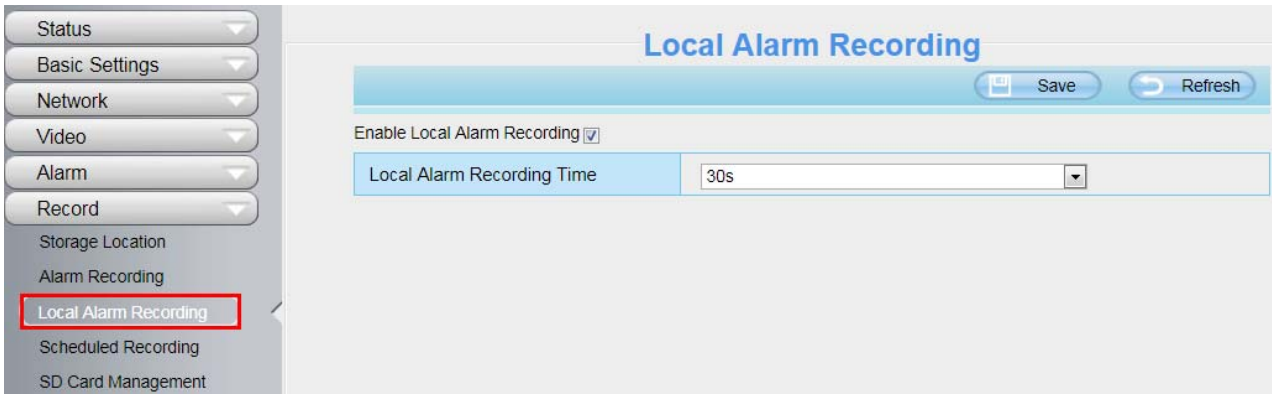 Status
Basic Settings
Network
Video
Alarm
Record
Storage Location
Alarm Recording
Local Alarm Recording
Scheduled Recording
SD Card Management
Local Alarm Recording
Save Refresh
Enable Local Alarm Recording
Local Alarm Recording Time 30s